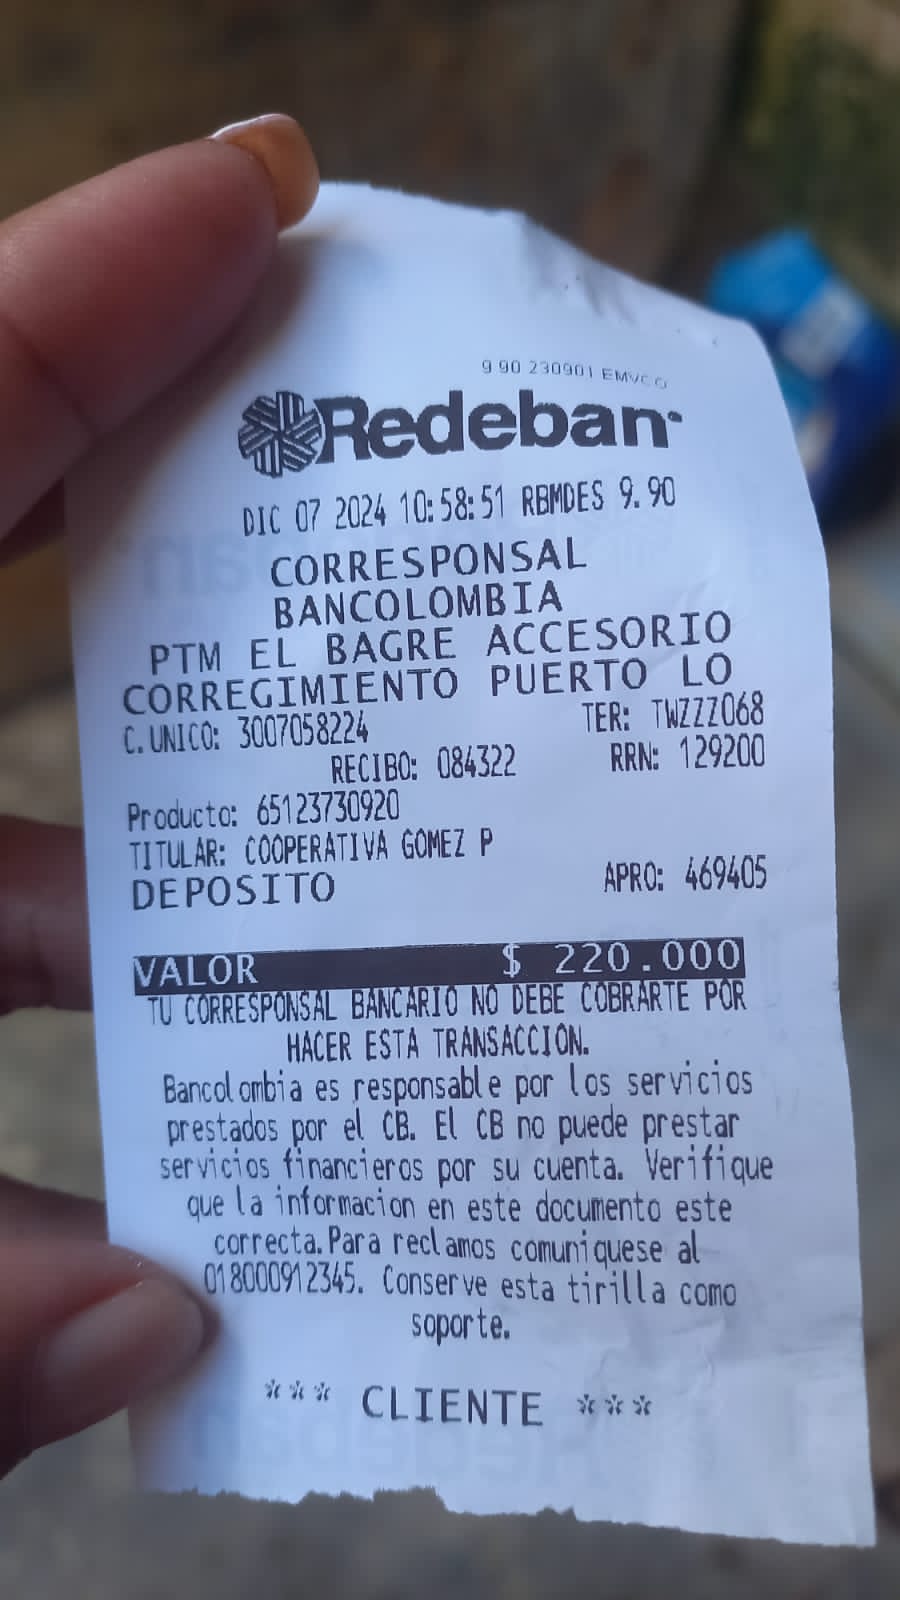 9 90 230901 EMVCO
Redeban
DIC 07 2024 10:58:51 RBMDES 9.90
CORRESPONSAL
BANCOLOMBIA
PTM EL BAGRE ACCESORIO
CORREGIMIENTO PUERTO LO
C.UNICO: 3007058224 TER: TWZZZ068
RECIBO: 084322 RRN: 129200
Producto: 65123730920
TITULAR: COOPERATIVA GOMEZ P
DEPOSITO APRO: 469405
VALOR $ 220.000
TU CORRESPONSAL BANCARIO NO DEBE COBRARTE POR
HACER ESTA TRANSACCION.
Bancolombia es responsable por los servicios
prestados por el CB. El CB no puede prestar
servicios financieros por su cuenta. Verifique
que la informacion en este documento este
correcta.Para reclamos comuniquese al
018000912345. Conserve esta tirilla como
soporte.
*** CLIENTE ***